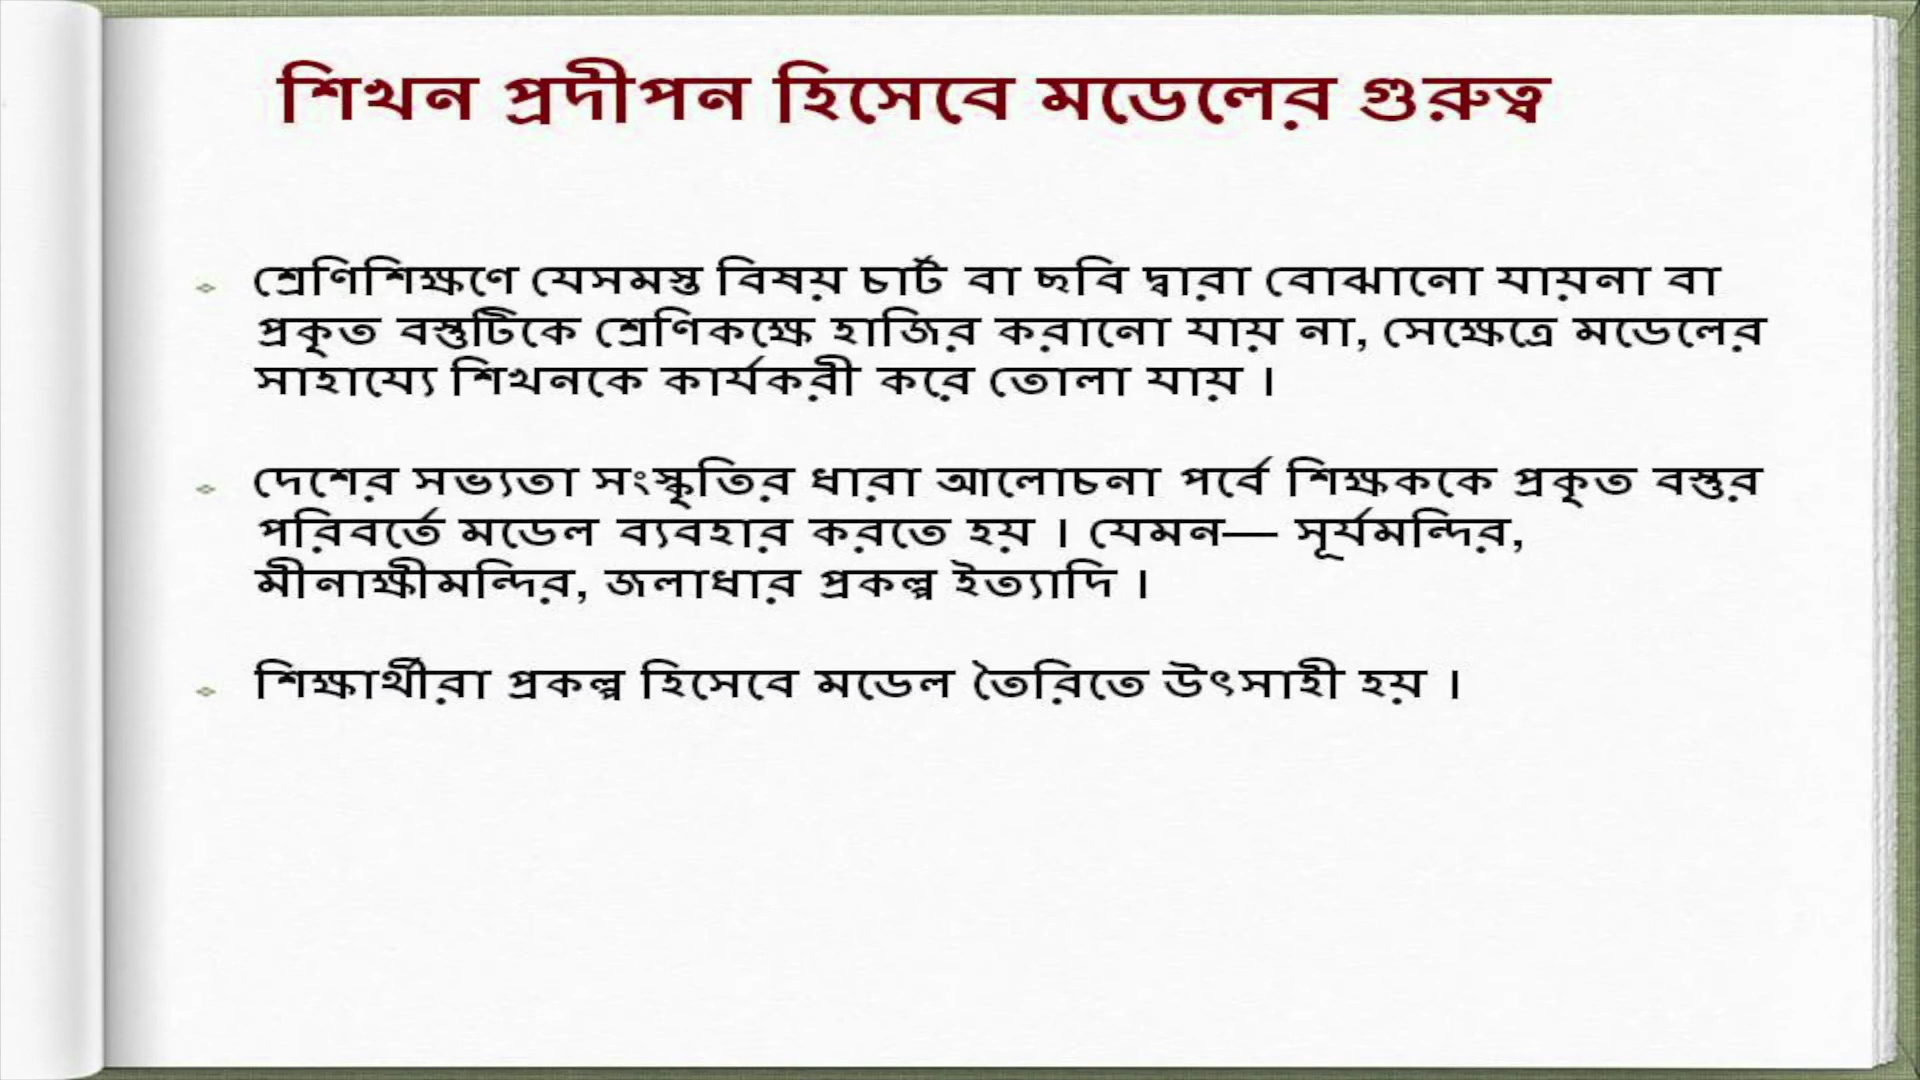 শিখন প্রদীপন হিসেবে মডেলের গুরুত্ব
শ্রেণিশিক্ষণে যেসমস্ত বিষয় চার্ট বা ছবি দ্বারা বোঝানো যায়না বা
প্রকৃত বস্তুটিকে শ্রেণিকক্ষে হাজির করানো যায় না, সেক্ষেত্রে মডেলের
সাহায্যে শিখনকে কার্যকরী করে তোলা যায় ।
দেশের সভ্যতা সংস্কৃতির ধারা আলোচনা পর্বে শিক্ষককে প্রকৃত বস্তুর
পরিবর্তে মডেল ব্যবহার করতে হয় । যেমন— সূর্যমন্দির,
মীনাক্ষীমন্দির, জলাধার প্রকল্প ইত্যাদি ।
শিক্ষার্থীরা প্রকল্প হিসেবে মডেল তৈরিতে উৎসাহী হয় ।